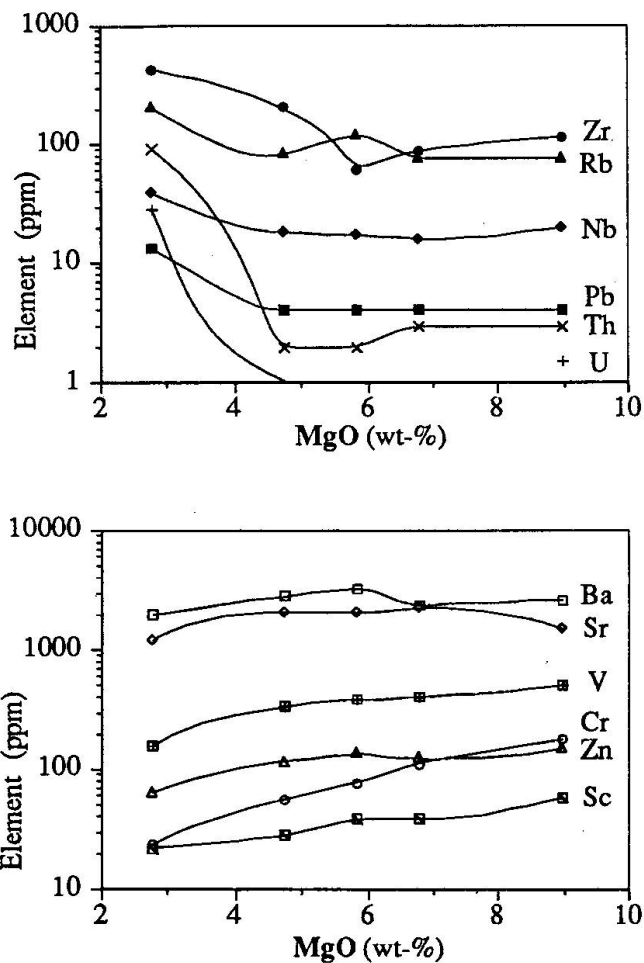 1000
Zr
Rb
100
Nb
10
Pb
Th
U
1
2 4 6 8 10
MgO (wt-%)
Element (ppm)
10000
Ba
Sr
1000
V
Cr
Zn
100
Sc
10
2 4 6 8 10
MgO (wt-%)
Element (ppm)